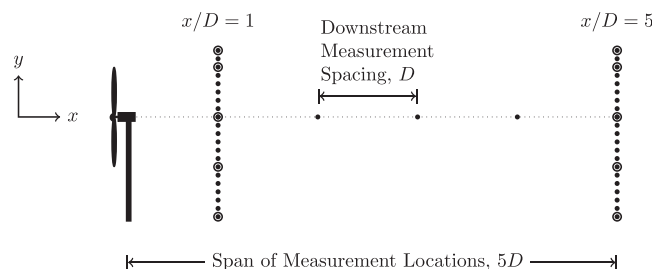 x/D = 1
Downstream
Measurement
Spacing, D
x/D = 5
y
x
Span of Measurement Locations, 5D